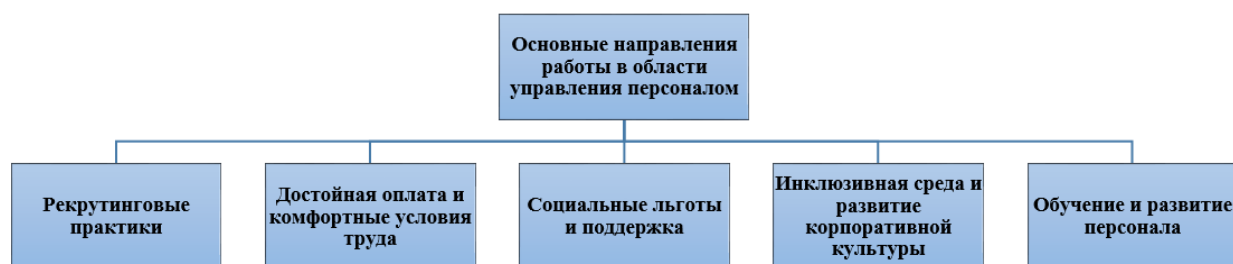 Основные направления
работы в области
управления персоналом
Рекрутинговые
практики
Достойная оплата и
комфортные условия
труда
Социальные льготы
и поддержка
Инклюзивная среда и
развитие
корпоративной
культуры
Обучение и развитие
персонала